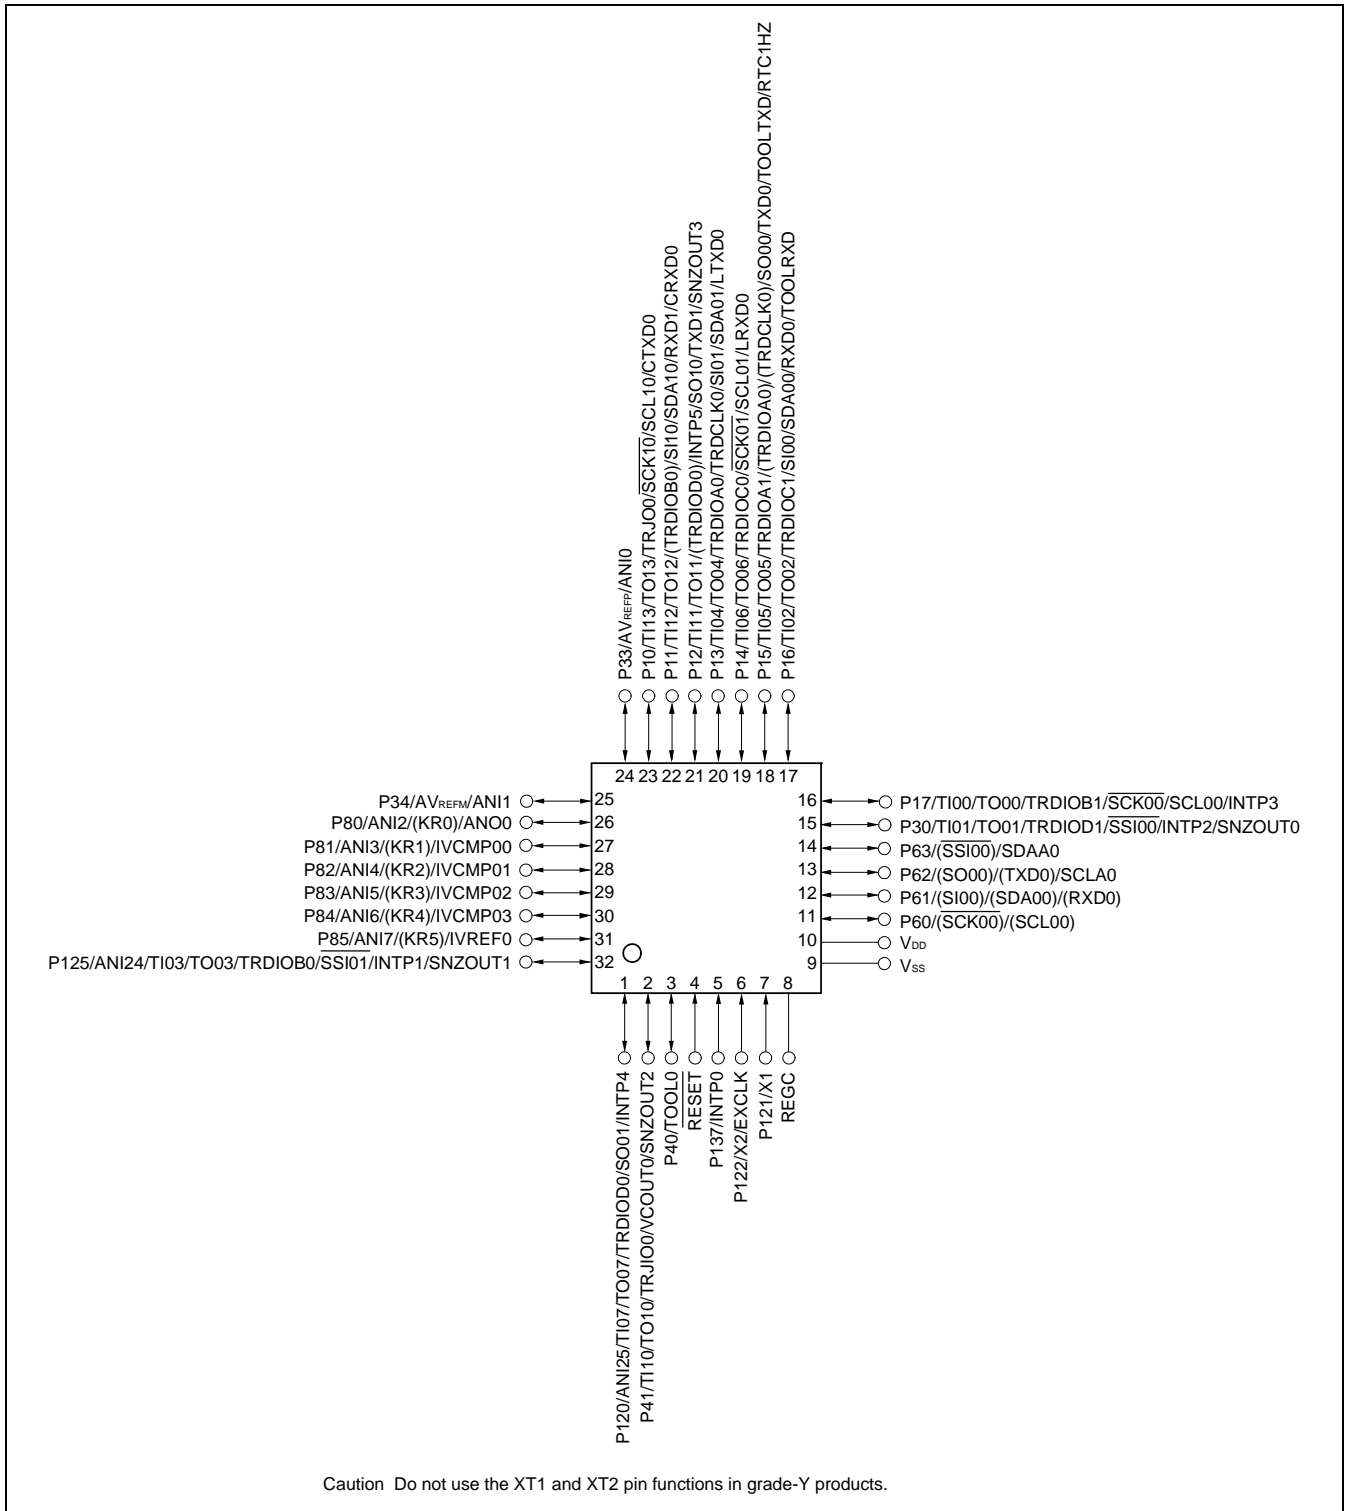 P33/AVREFP/ANI0
P10/TI13/TO13/TRJO0/SCK10/SCL10/CTXD0
P11/TI12/TO12/(TRDIOB0)/SI10/SDA10/RXD1/CRXD0
P12/TI11/TO11/(TRDIOD0)/INTP5/SO10/TXD1/SNZOUT3
P13/TI04/TO04/TRDIOA0/TRDCLK0/SI01/SDA01/LTXD0
P14/TI06/TO06/TRDIOC0/SCK01/SCL01/LRXD0
P15/TI05/TO05/TRDIOA1/(TRDIOA0)/(TRDCLK0)/SO00/TXD0/TOOLTXD/RTC1HZ
P16/TI02/TO02/TRDIOC1/SI00/SDA00/RXD0/TOOLRXD
24 23 22 21 20 19 18 17
P34/AVREFM/ANI1 25
P80/ANI2/(KR0)/ANO0 26
P81/ANI3/(KR1)/IVCMP00 27
P82/ANI4/(KR2)/IVCMP01 28
P83/ANI5/(KR3)/IVCMP02 29
P84/ANI6/(KR4)/IVCMP03 30
P85/ANI7/(KR5)/IVREF0 31
P125/ANI24/TI03/TO03/TRDIOB0/SSI01/INTP1/SNZOUT1 32
16 P17/TI00/TO00/TRDIOB1/SCK00/SCL00/INTP3
15 P30/TI01/TO01/TRDIOD1/SSI00/INTP2/SNZOUT0
14 P63/(SSI00)/SDAA0
13 P62/(SO00)/(TXD0)/SCLA0
12 P61/(SI00)/(SDA00)/(RXD0)
11 P60/(SCK00)/(SCL00)
10 VDD
9 VSS
1 2 3 4 5 6 7 8
P120/ANI25/TI07/TO07/TRDIOD0/SO01/INTP4
P41/TI10/TO10/TRJIO0/VCOUT0/SNZOUT2
P40/TOOL0
RESET
P137/INTP0
P122/X2/EXCLK
P121/X1
REGC
Caution Do not use the XT1 and XT2 pin functions in grade-Y products.